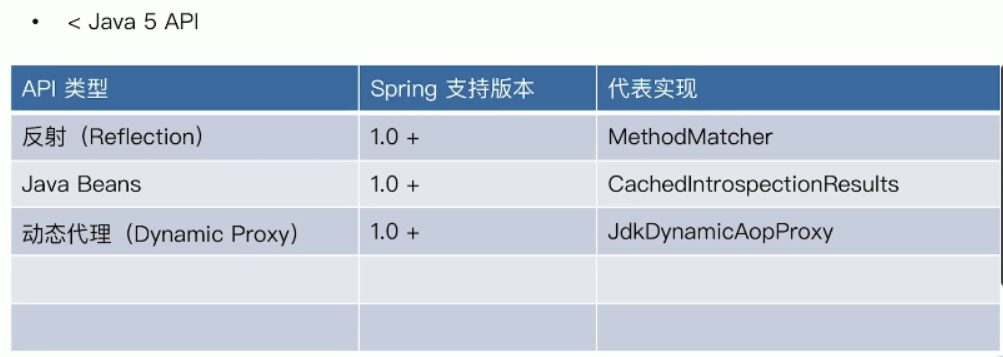 • < Java 5 API
API 类型 Spring 支持版本 代表实现
反射（Reflection） 1.0 + MethodMatcher
Java Beans 1.0 + CachedIntrospectionResults
动态代理（Dynamic Proxy） 1.0 + JdkDynamicAopProxy